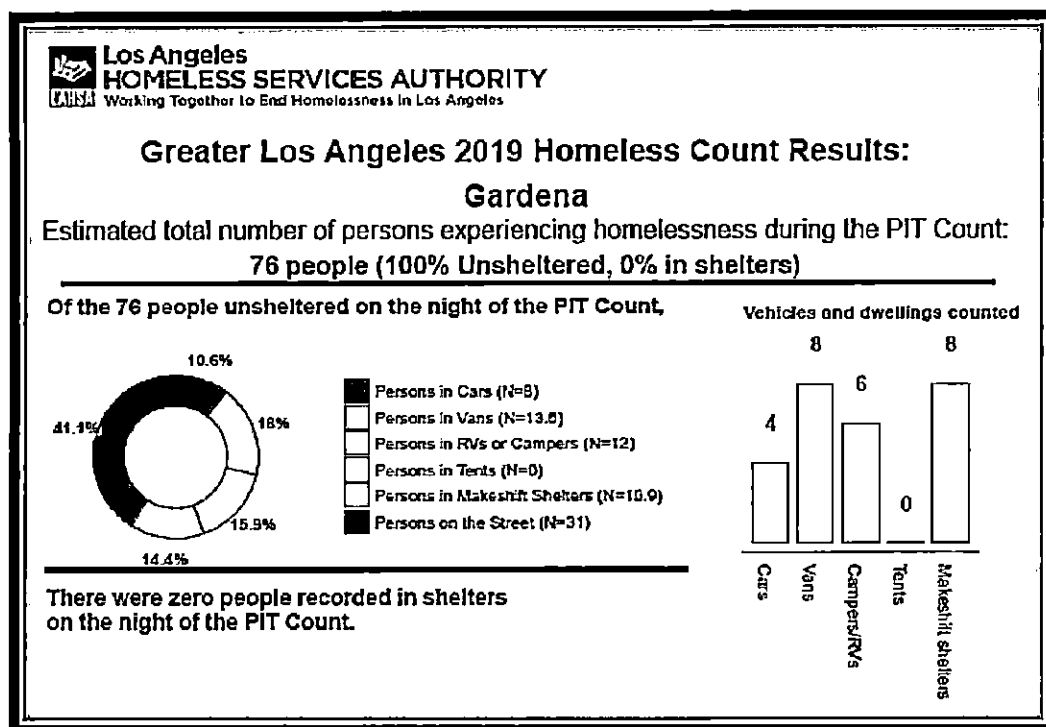 Los Angeles
HOMELESS SERVICES AUTHORITY
LAHSA Working Together to End Homelessness in Los Angeles
Greater Los Angeles 2019 Homeless Count Results:
Gardena
Estimated total number of persons experiencing homelessness during the PIT Count:
76 people (100% Unsheltered, 0% in shelters)
Of the 76 people unsheltered on the night of the PIT Count,
10.6%
41.1%
16.0%
15.9%
14.4%
Persons in Cars (N=8)
Persons in Vans (N=13.6)
Persons in RVs or Campers (N=12)
Persons in Tents (N=0)
Persons in Makeshift Shelters (N=10.9)
Persons on the Street (N=31)
There were zero people recorded in shelters
on the night of the PIT Count.
Vehicles and dwellings counted
4
8
6
0
8
Cars
Vans
Campers/RVs
Tents
Makeshift shelters